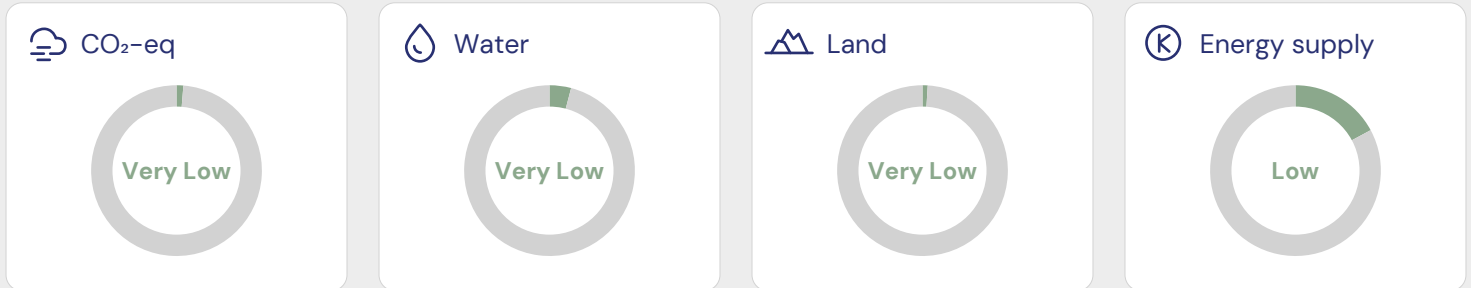 CO₂-eq
Very Low
Water
Very Low
Land
Very Low
K
Energy supply
Low